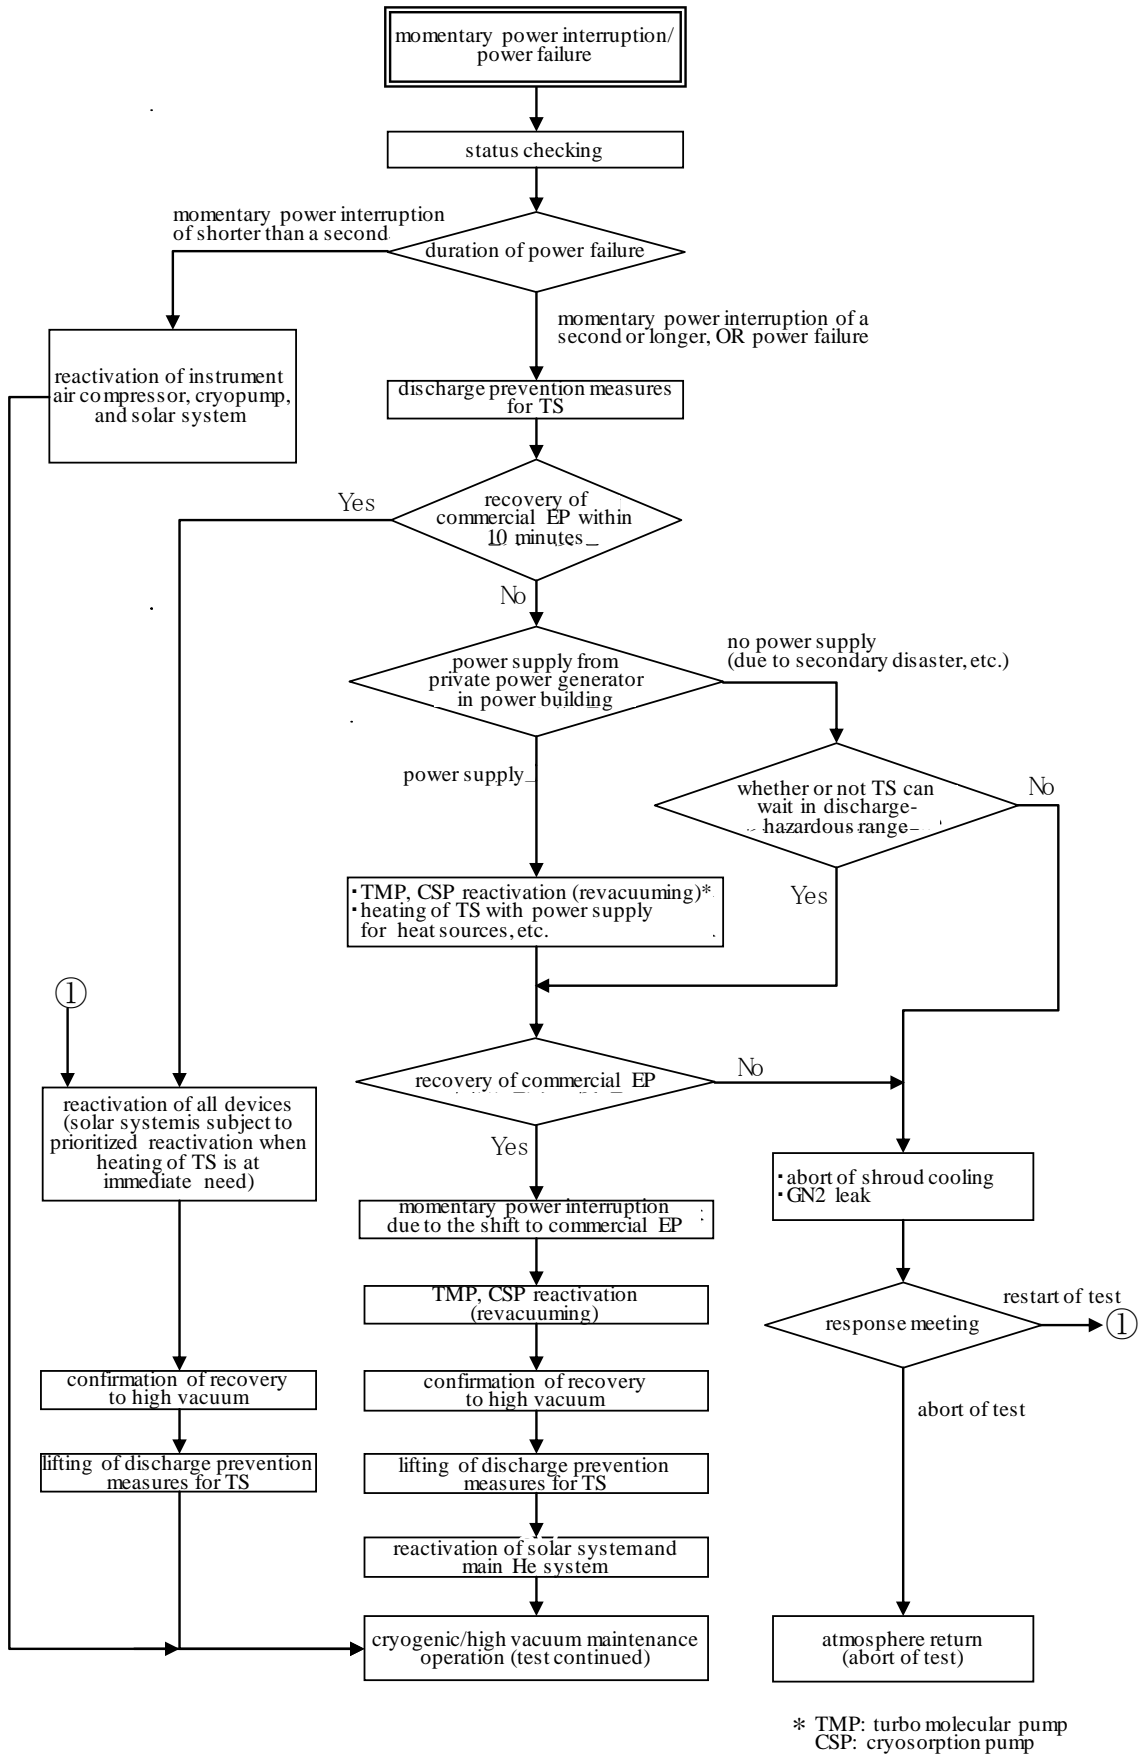 momentary power interruption/
power failure
status checking
momentary power interruption
of shorter than a second
duration of power failure
momentary power interruption of a
second or longer, OR power failure
reactivation of instrument
air compressor, cryopump,
and solar system
discharge prevention measures
for TS
Yes
recovery of
commercial EP within
10 minutes
No
no power supply
(due to secondary disaster, etc.)
power supply from
private power generator
in power building
power supply
whether or not TS can
wait in discharge-
hazardous range
No
Yes
・TMP, CSP reactivation (revacuuming)*
・heating of TS with power supply
for heat sources, etc.
①
recovery of commercial EP
No
Yes
reactivation of all devices
(solar system is subject to
prioritized reactivation when
heating of TS is at
immediate need)
・abort of shroud cooling
・GN2 leak
momentary power interruption
due to the shift to commercial EP
TMP, CSP reactivation
(revacuuming)
restart of test
response meeting
①
confirmation of recovery
to high vacuum
confirmation of recovery
to high vacuum
abort of test
lifting of discharge prevention
measures for TS
lifting of discharge prevention
measures for TS
reactivation of solar system and
main He system
cryogenic/high vacuum maintenance
operation (test continued)
atmosphere return
(abort of test)
* TMP: turbo molecular pump
CSP: cryosorption pump